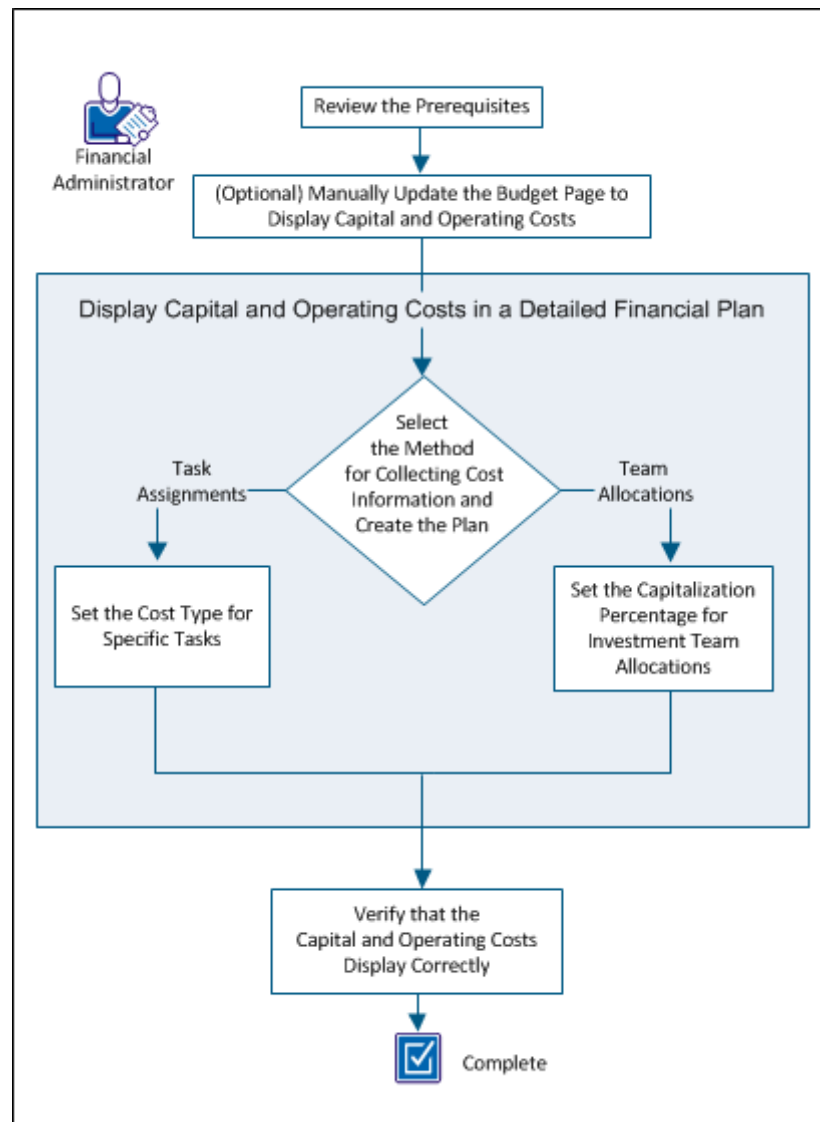 Review the Prerequisites
Financial
Administrator
(Optional) Manually Update the Budget Page to
Display Capital and Operating Costs
Display Capital and Operating Costs in a Detailed Financial Plan
Select
the Method
for Collecting Cost
Information and
Create the Plan
Task
Assignments
Team
Allocations
Set the Cost Type for
Specific Tasks
Set the Capitalization
Percentage for
Investment Team
Allocations
Verify that the
Capital and Operating Costs
Display Correctly
Complete